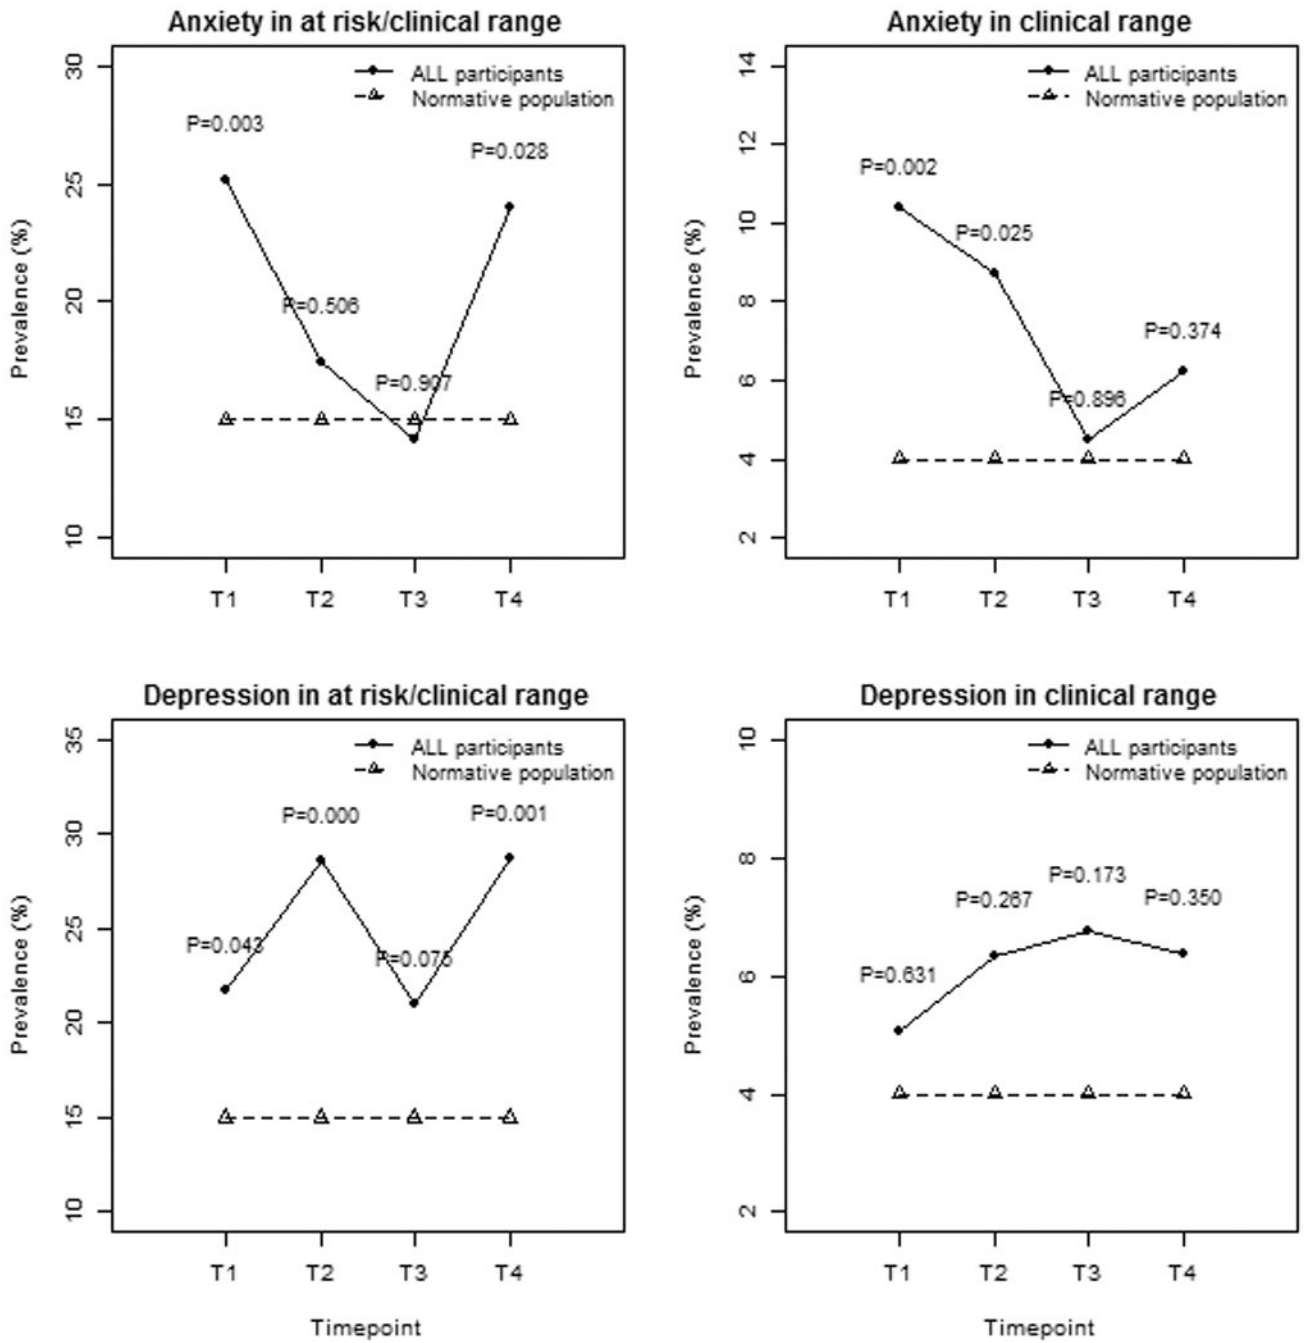 Anxiety in at risk/clinical range
ALL participants
Normative population
P=0.003
P=0.506
P=0.907
P=0.028
Prevalence (%)
30
25
20
15
10
T1 T2 T3 T4
Anxiety in clinical range
ALL participants
Normative population
P=0.002
P=0.025
P=0.896
P=0.374
Prevalence (%)
14
12
10
8
6
4
2
T1 T2 T3 T4
Depression in at risk/clinical range
ALL participants
Normative population
P=0.043
P=0.000
P=0.075
P=0.001
Prevalence (%)
35
30
25
20
15
10
T1 T2 T3 T4
Timepoint
Depression in clinical range
ALL participants
Normative population
P=0.631
P=0.267
P=0.173
P=0.350
Prevalence (%)
10
8
6
4
2
T1 T2 T3 T4
Timepoint